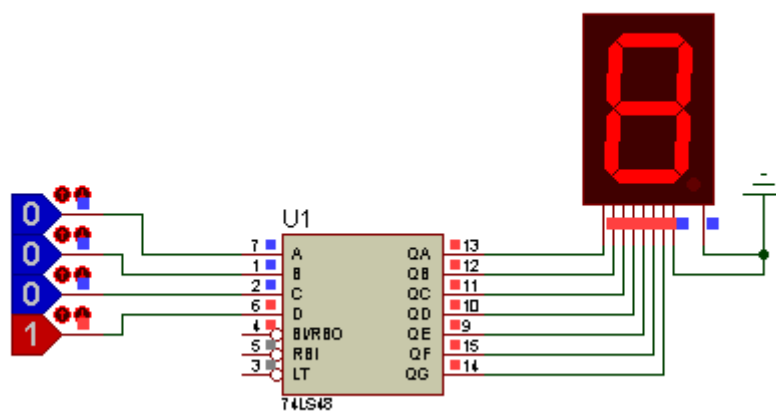 0
0
0
1
U1
7 A QA 13
1 B QB 12
2 C QC 11
6 D QD 10
4 BI/RBO QE 9
5 RBI QF 15
3 LT QG 14
74LS48